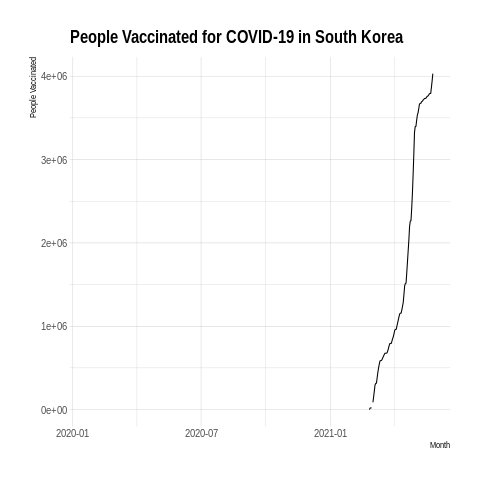 People Vaccinated for COVID-19 in South Korea
People Vaccinated
4e+06
3e+06
2e+06
1e+06
0e+00
2020-01
2020-07
2021-01
Month